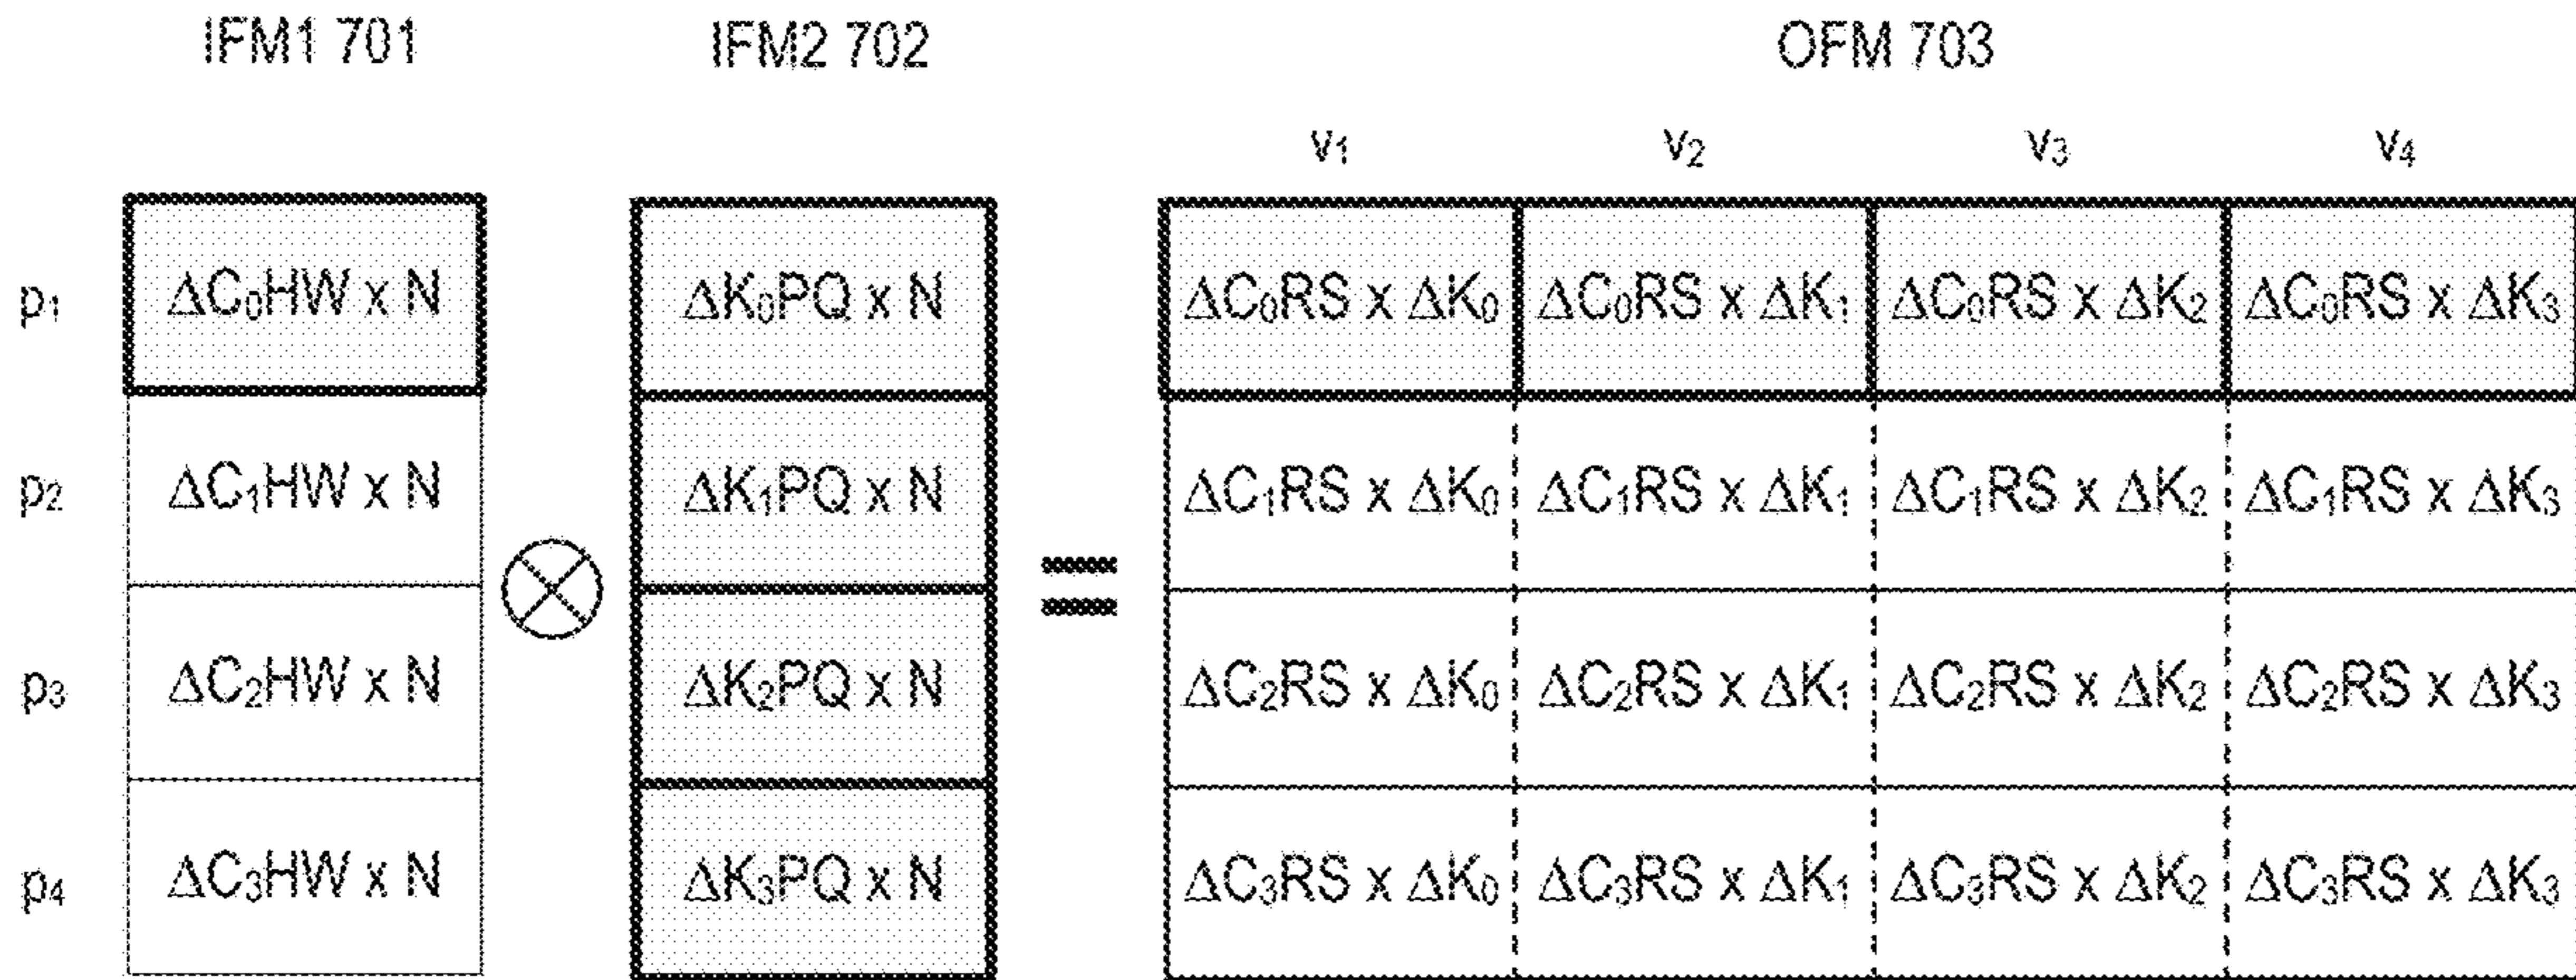 IFM1 701 IFM2 702 OFM 703
v₁ v₂ v₃ v₄
p₁ ΔC₀HW x N ΔK₀PQ x N ΔC₀RS x ΔK₀ ΔC₀RS x ΔK₁ ΔC₀RS x ΔK₂ ΔC₀RS x ΔK₃
p₂ ΔC₁HW x N ΔK₁PQ x N ΔC₁RS x ΔK₀ ΔC₁RS x ΔK₁ ΔC₁RS x ΔK₂ ΔC₁RS x ΔK₃
⊗ =
p₃ ΔC₂HW x N ΔK₂PQ x N ΔC₂RS x ΔK₀ ΔC₂RS x ΔK₁ ΔC₂RS x ΔK₂ ΔC₂RS x ΔK₃
p₄ ΔC₃HW x N ΔK₃PQ x N ΔC₃RS x ΔK₀ ΔC₃RS x ΔK₁ ΔC₃RS x ΔK₂ ΔC₃RS x ΔK₃